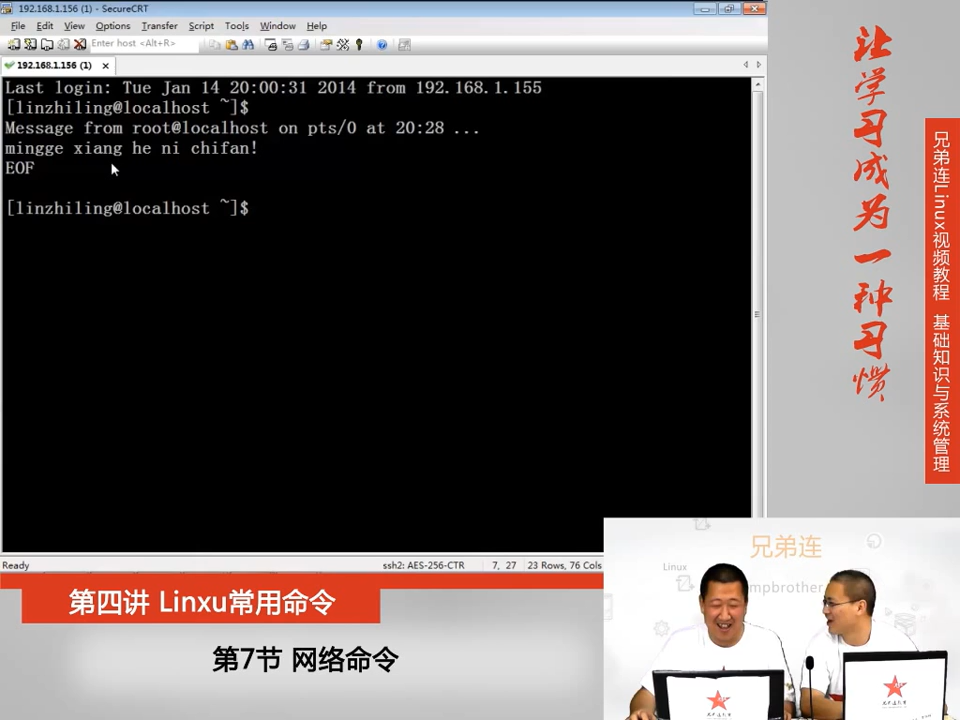 192.168.1.156 (1) - SecureCRT
File Edit View Options Transfer Script Tools Window Help
Enter host <Alt+R>
192.168.1.156 (1)
Last login: Tue Jan 14 20:00:31 2014 from 192.168.1.155
[linzhiling@localhost ~]$
Message from root@localhost on pts/0 at 20:28 ...
mingge xiang he ni chifan!
EOF
[linzhiling@localhost ~]$
Ready ssh2: AES-256-CTR 7, 27 23 Rows, 76 Cols
让学习成为一种习惯
兄弟连Linux视频教程 基础知识与系统管理
第四讲 Linxu常用命令
第7节 网络命令
兄弟连
Linux
mpbrother